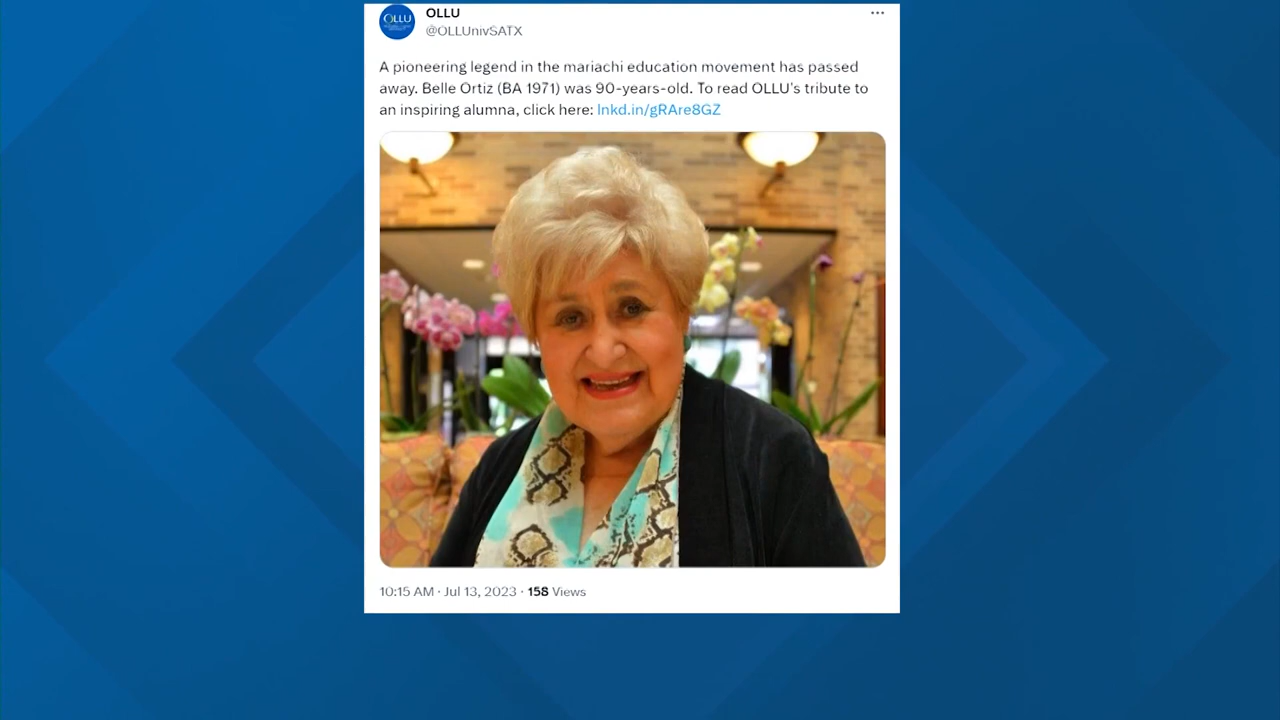 OLLU
OLLU
@OLLUnivSATX
A pioneering legend in the mariachi education movement has passed
away. Belle Ortiz (BA 1971) was 90-years-old. To read OLLU's tribute to
an inspiring alumna, click here: lnkd.in/gRAre8GZ
10:15 AM · Jul 13, 2023 · 158 Views